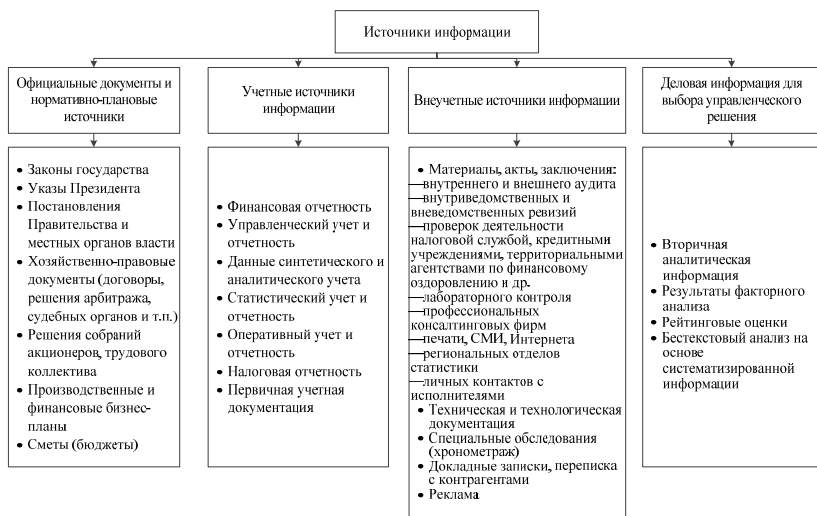 Источники информации
Официальные документы и
нормативно-плановые
источники
Учетные источники
информации
Внеучетные источники информации
Деловая информация для
выбора управленческого
решения
• Законы государства
• Указы Президента
• Постановления
Правительства и
местных органов власти
• Хозяйственно-правовые
документы (договоры,
решения арбитража,
судебных органов и т.п.)
• Решения собраний
акционеров, трудового
коллектива
• Производственные и
финансовые бизнес-
планы
• Сметы (бюджеты)
• Финансовая отчетность
• Управленческий учет и
отчетность
• Данные синтетического и
аналитического учета
• Статистический учет и
отчетность
• Оперативный учет и
отчетность
• Налоговая отчетность
• Первичная учетная
документация
• Материалы, акты, заключения:
—внутреннего и внешнего аудита
—внутриведомственных и
вневедомственных ревизий
—проверок деятельности
налоговой службой, кредитными
учреждениями, территориальными
агентствами по финансовому
оздоровлению и др.
—лабораторного контроля
—профессиональных
консалтинговых фирм
—печати, СМИ, Интернета
—региональных отделов
статистики
—личных контактов с
исполнителями
• Техническая и технологическая
документация
• Специальные обследования
(хронометраж)
• Докладные записки, переписка
с контрагентами
• Реклама
• Вторичная
аналитическая
информация
• Результаты факторного
анализа
• Рейтинговые оценки
• Бестекстовый анализ на
основе
систематизированной
информации